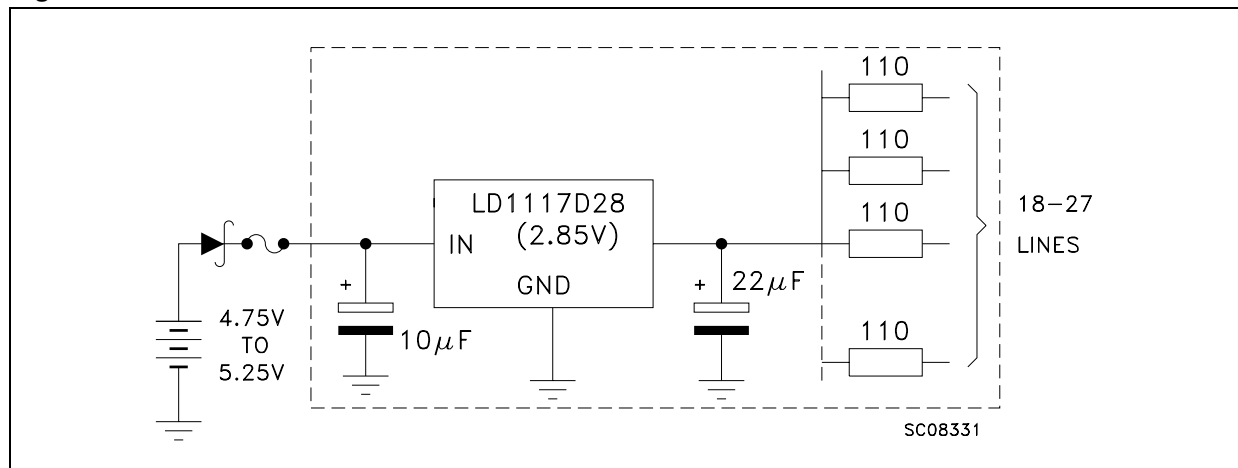 110
110
LD1117D28
(2.85V)
IN
GND
110
18-27
LINES
+
10μF
+
22μF
4.75V
TO
5.25V
110
SC08331